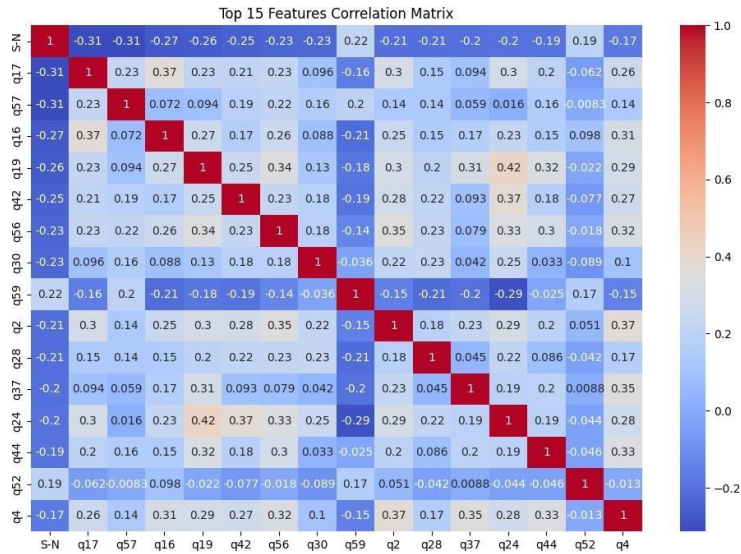 Top 15 Features Correlation Matrix
S-N 1 -0.31 -0.31 -0.27 -0.26 -0.25 -0.23 -0.23 0.22 -0.21 -0.21 -0.2 -0.2 -0.19 0.19 -0.17
q17 -0.31 1 0.23 0.37 0.23 0.21 0.23 0.096 -0.16 0.3 0.15 0.094 0.3 0.2 -0.062 0.26
q57 -0.31 0.23 1 0.072 0.094 0.19 0.22 0.16 0.2 0.14 0.14 0.059 0.016 0.16 -0.0083 0.14
q16 -0.27 0.37 0.072 1 0.27 0.17 0.26 0.088 -0.21 0.25 0.15 0.17 0.23 0.15 0.098 0.31
q19 -0.26 0.23 0.094 0.27 1 0.25 0.34 0.13 -0.18 0.3 0.2 0.31 0.42 0.32 -0.022 0.29
q42 -0.25 0.21 0.19 0.17 0.25 1 0.23 0.18 -0.19 0.28 0.22 0.093 0.37 0.18 -0.077 0.27
q56 -0.23 0.23 0.22 0.26 0.34 0.23 1 0.18 -0.14 0.35 0.23 0.079 0.33 0.3 -0.018 0.32
q30 -0.23 0.096 0.16 0.088 0.13 0.18 0.18 1 -0.036 0.22 0.23 0.042 0.25 0.033 -0.089 0.1
q59 0.22 -0.16 0.2 -0.21 -0.18 -0.19 -0.14 -0.036 1 -0.15 -0.21 -0.2 -0.29 -0.025 0.17 -0.15
q2 -0.21 0.3 0.14 0.25 0.3 0.28 0.35 0.22 -0.15 1 0.18 0.23 0.29 0.2 0.051 0.37
q28 -0.21 0.15 0.14 0.15 0.2 0.22 0.23 0.23 -0.21 0.18 1 0.045 0.22 0.086 -0.042 0.17
q37 -0.2 0.094 0.059 0.17 0.31 0.093 0.079 0.042 -0.2 0.23 0.045 1 0.19 0.2 0.0088 0.35
q24 -0.2 0.3 0.016 0.23 0.42 0.37 0.33 0.25 -0.29 0.29 0.22 0.19 1 0.19 -0.044 0.28
q44 -0.19 0.2 0.16 0.15 0.32 0.18 0.3 0.033 -0.025 0.2 0.086 0.2 0.19 1 -0.046 0.33
q52 0.19 -0.062 -0.0083 0.098 -0.022 -0.077 -0.018 -0.089 0.17 0.051 -0.042 0.0088 -0.044 -0.046 1 -0.013
q4 -0.17 0.26 0.14 0.31 0.29 0.27 0.32 0.1 -0.15 0.37 0.17 0.35 0.28 0.33 -0.013 1
S-N q17 q57 q16 q19 q42 q56 q30 q59 q2 q28 q37 q24 q44 q52 q4
1.0
0.8
0.6
0.4
0.2
0.0
-0.2